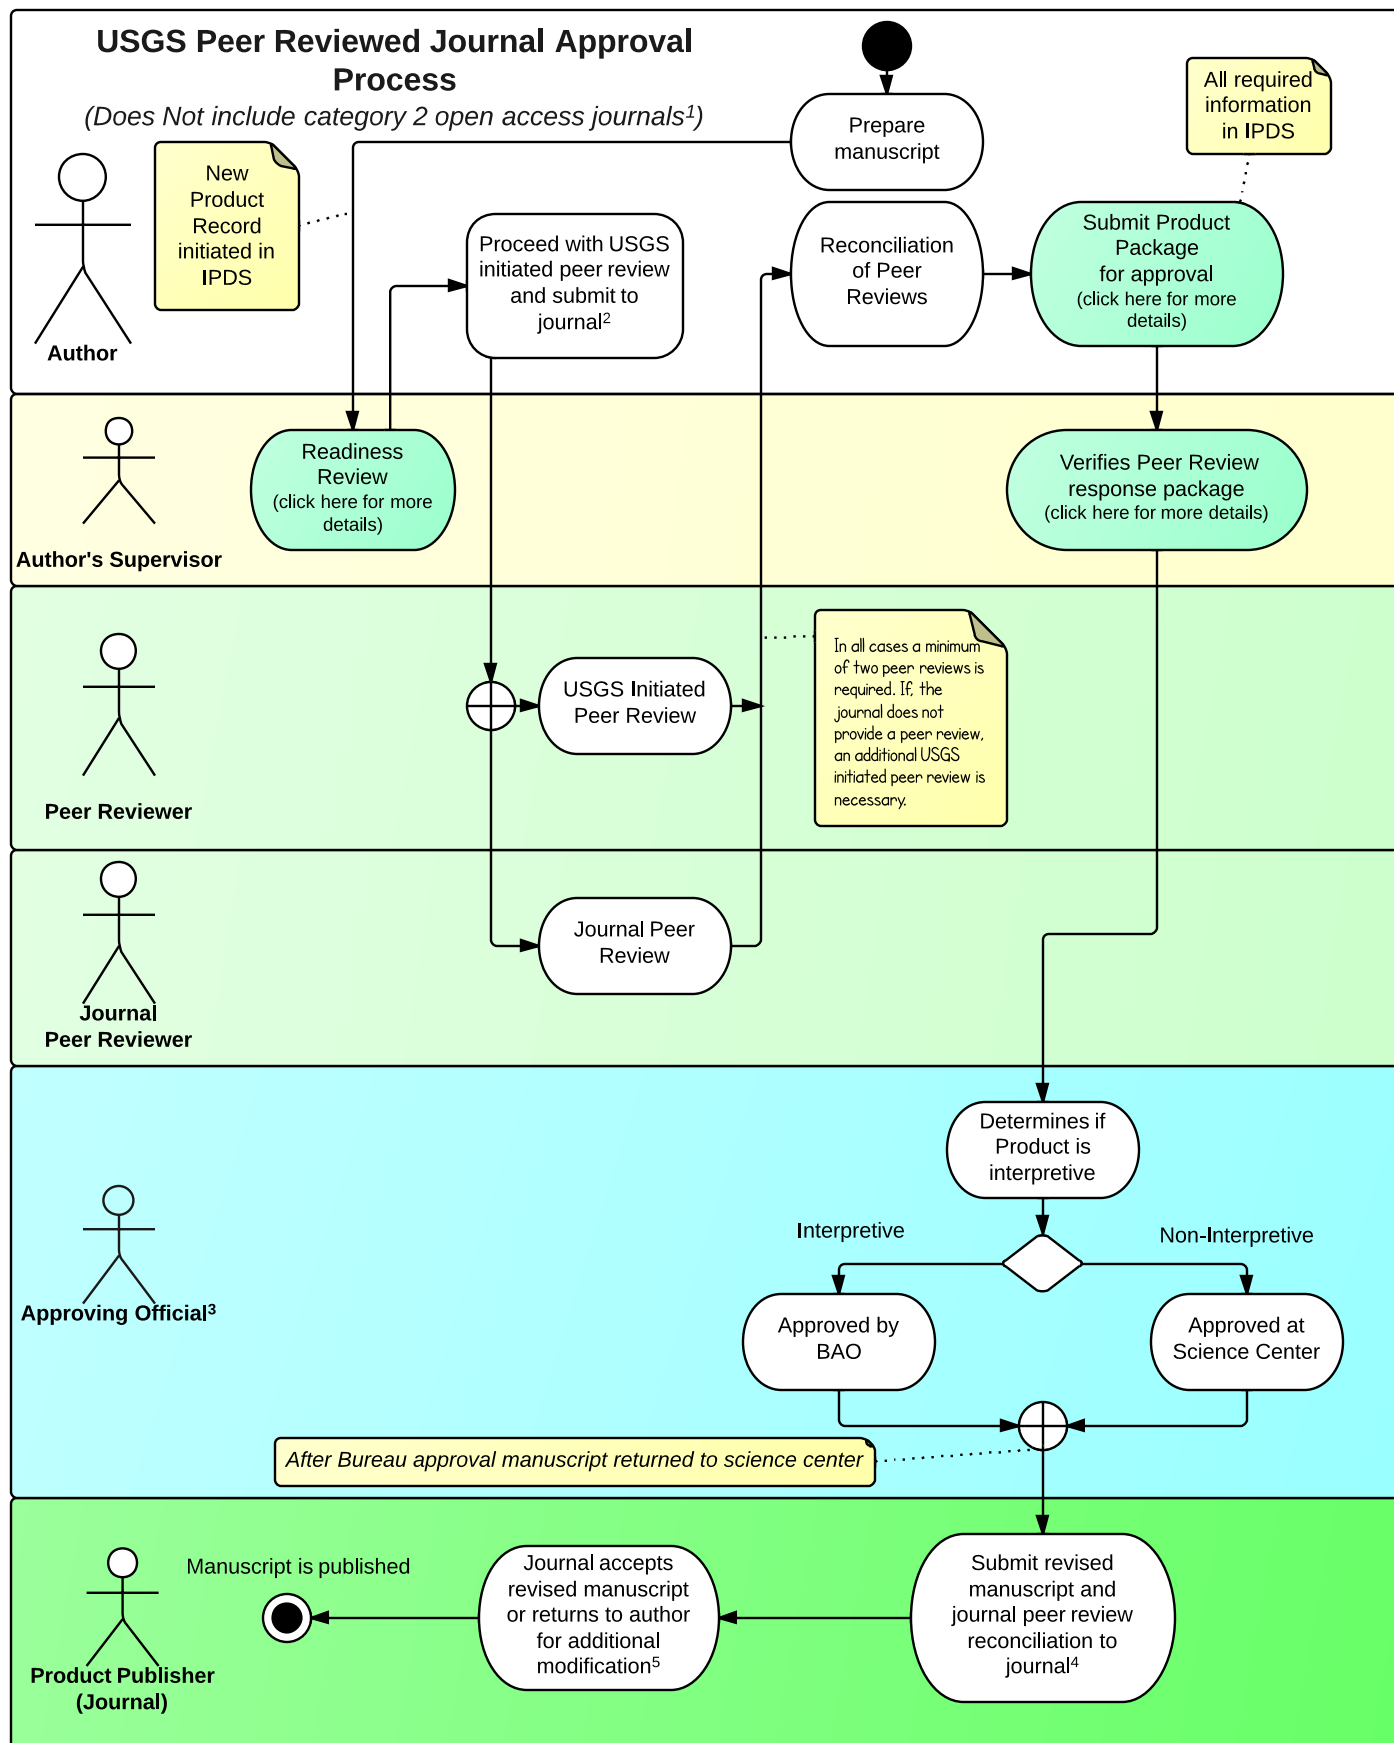 USGS Peer Reviewed Journal Approval
Process
(Does Not include category 2 open access journals¹)
Prepare
manuscript
All required
information
in IPDS
New
Product
Record
initiated in
IPDS
Author
Proceed with USGS
initiated peer review
and submit to
journal²
Reconciliation
of Peer
Reviews
Submit Product
Package
for approval
(click here for more
details)
Author's Supervisor
Readiness
Review
(click here for more
details)
Verifies Peer Review
response package
(click here for more details)
Peer Reviewer
USGS Initiated
Peer Review
In all cases a minimum
of two peer reviews is
required. If, the
journal does not
provide a peer review,
an additional USGS
initiated peer review is
necessary.
Journal
Peer Reviewer
Journal Peer
Review
Approving Official³
Determines if
Product is
interpretive
Interpretive
Non-Interpretive
Approved by
BAO
Approved at
Science Center
After Bureau approval manuscript returned to science center
Product Publisher
(Journal)
Manuscript is published
Journal accepts
revised manuscript
or returns to author
for additional
modification⁵
Submit revised
manuscript and
journal peer review
reconciliation to
journal⁴